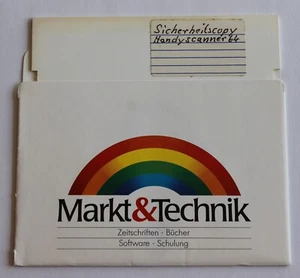 Sicherheitscopy
Handyscanner 64
Markt&Technik
Zeitschriften · Bücher
Software · Schulung